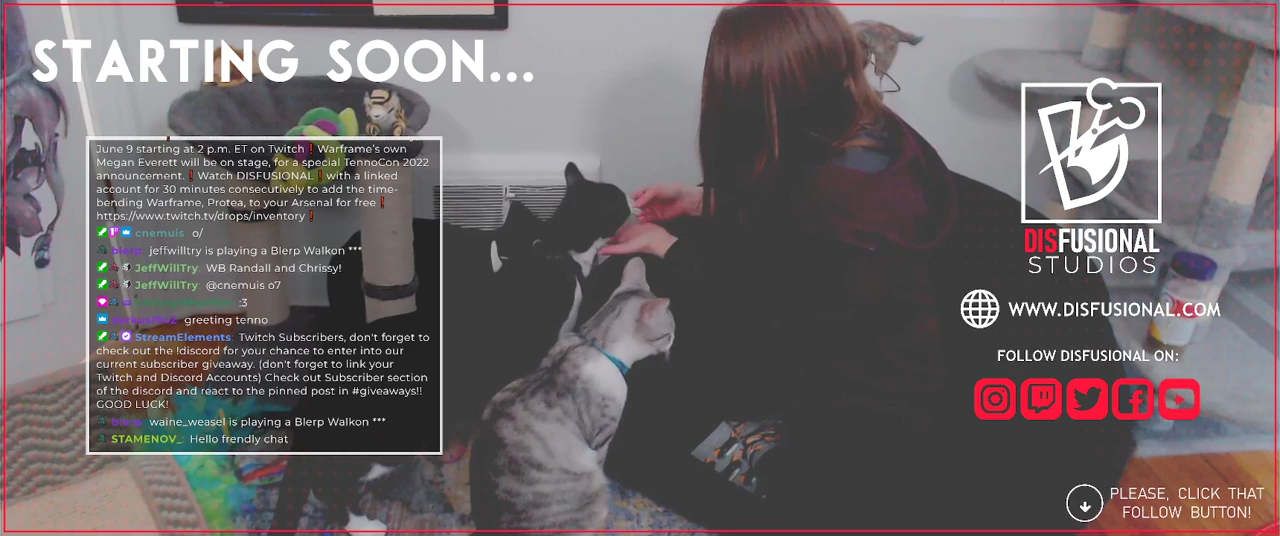 STARTING SOON...
June 9 starting at 2 p.m. ET on Twitch❗Warframe's own
Megan Everett will be on stage, for a special TennoCon 2022
announcement.❗Watch DISFUSIONAL❗with a linked
account for 30 minutes consecutively to add the time-
bending Warframe, Protea, to your Arsenal for free❗
https://www.twitch.tv/drops/inventory❗
cnemuis o/
blerp: jeffwilltry is playing a Blerp Walkon ***
JeffWillTry: WB Randall and Chrissy!
JeffWillTry: @cnemuis o7
:3
greeting tenno
StreamElements: Twitch Subscribers, don't forget to
check out the !discord for your chance to enter into our
current subscriber giveaway. (don't forget to link your
Twitch and Discord Accounts) Check out Subscriber section
of the discord and react to the pinned post in #giveaways!!
GOOD LUCK!
blerp: waine_weasel is playing a Blerp Walkon ***
STAMENOV_: Hello frendly chat
DISFUSIONAL
STUDIOS
WWW.DISFUSIONAL.COM
FOLLOW DISFUSIONAL ON:
PLEASE, CLICK THAT
FOLLOW BUTTON!